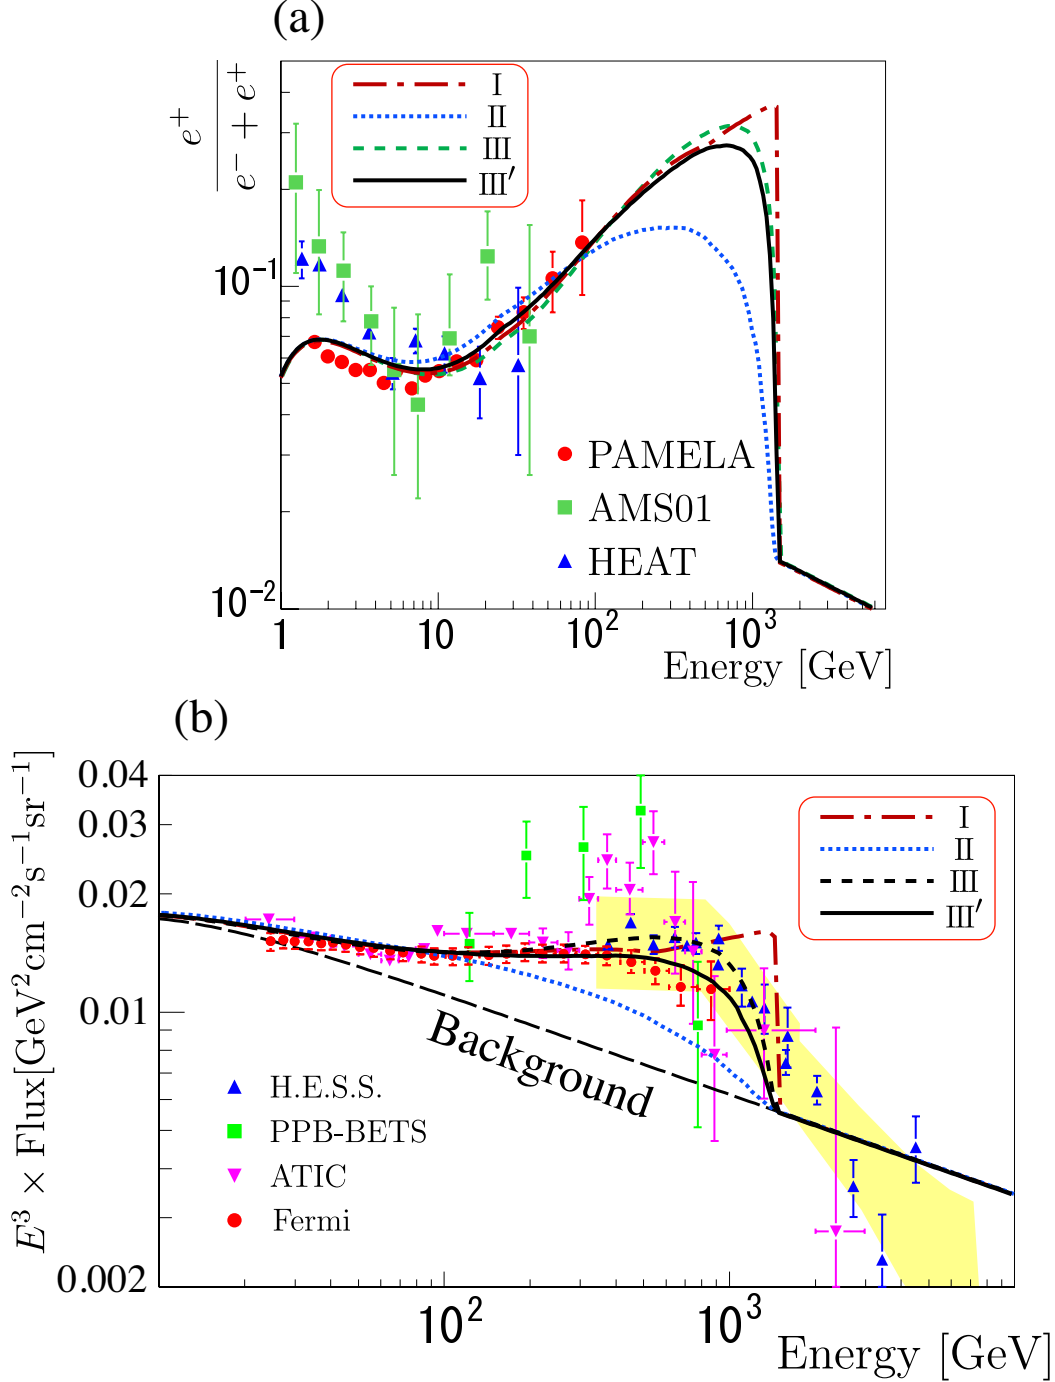 (a)
e⁺
e⁻ + e⁺
I
II
III
III′
10⁻¹
10⁻²
PAMELA
AMS01
HEAT
1 10 10² 10³
Energy [GeV]
(b)
E³ × Flux[GeV²cm⁻²s⁻¹sr⁻¹]
0.04
0.03
0.02
0.01
0.002
I
II
III
III′
Background
H.E.S.S.
PPB-BETS
ATIC
Fermi
10² 10³
Energy [GeV]